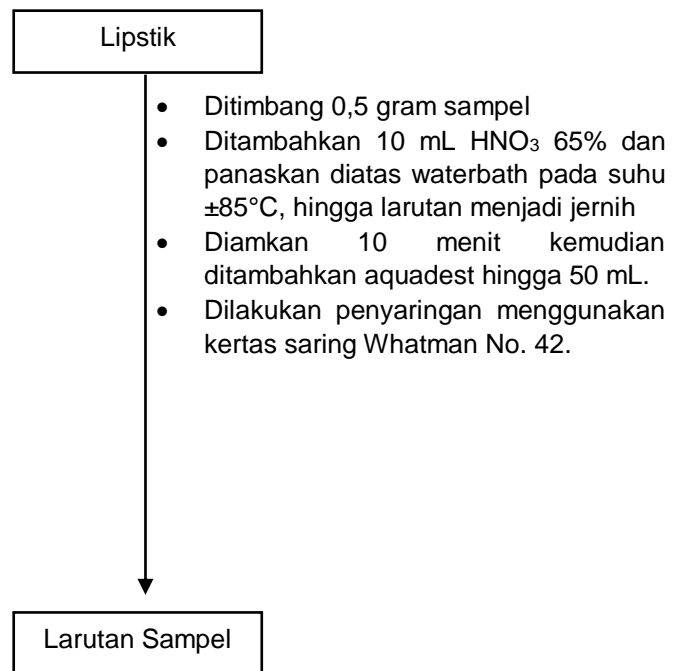 Lipstik
• Ditimbang 0,5 gram sampel
• Ditambahkan 10 mL HNO₃ 65% dan
panaskan diatas waterbath pada suhu
±85°C, hingga larutan menjadi jernih
• Diamkan 10 menit kemudian
ditambahkan aquadest hingga 50 mL.
• Dilakukan penyaringan menggunakan
kertas saring Whatman No. 42.
Larutan Sampel